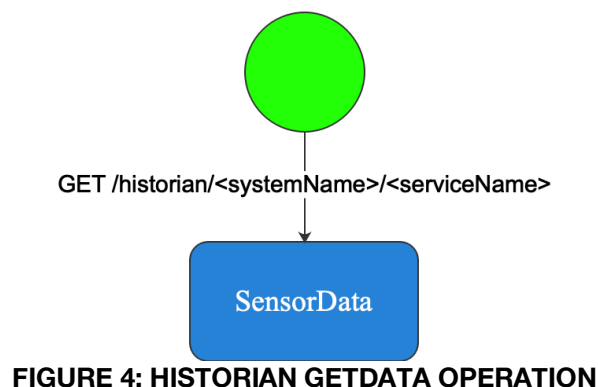 GET /historian/<systemName>/<serviceName>
SensorData
FIGURE 4: HISTORIAN GETDATA OPERATION